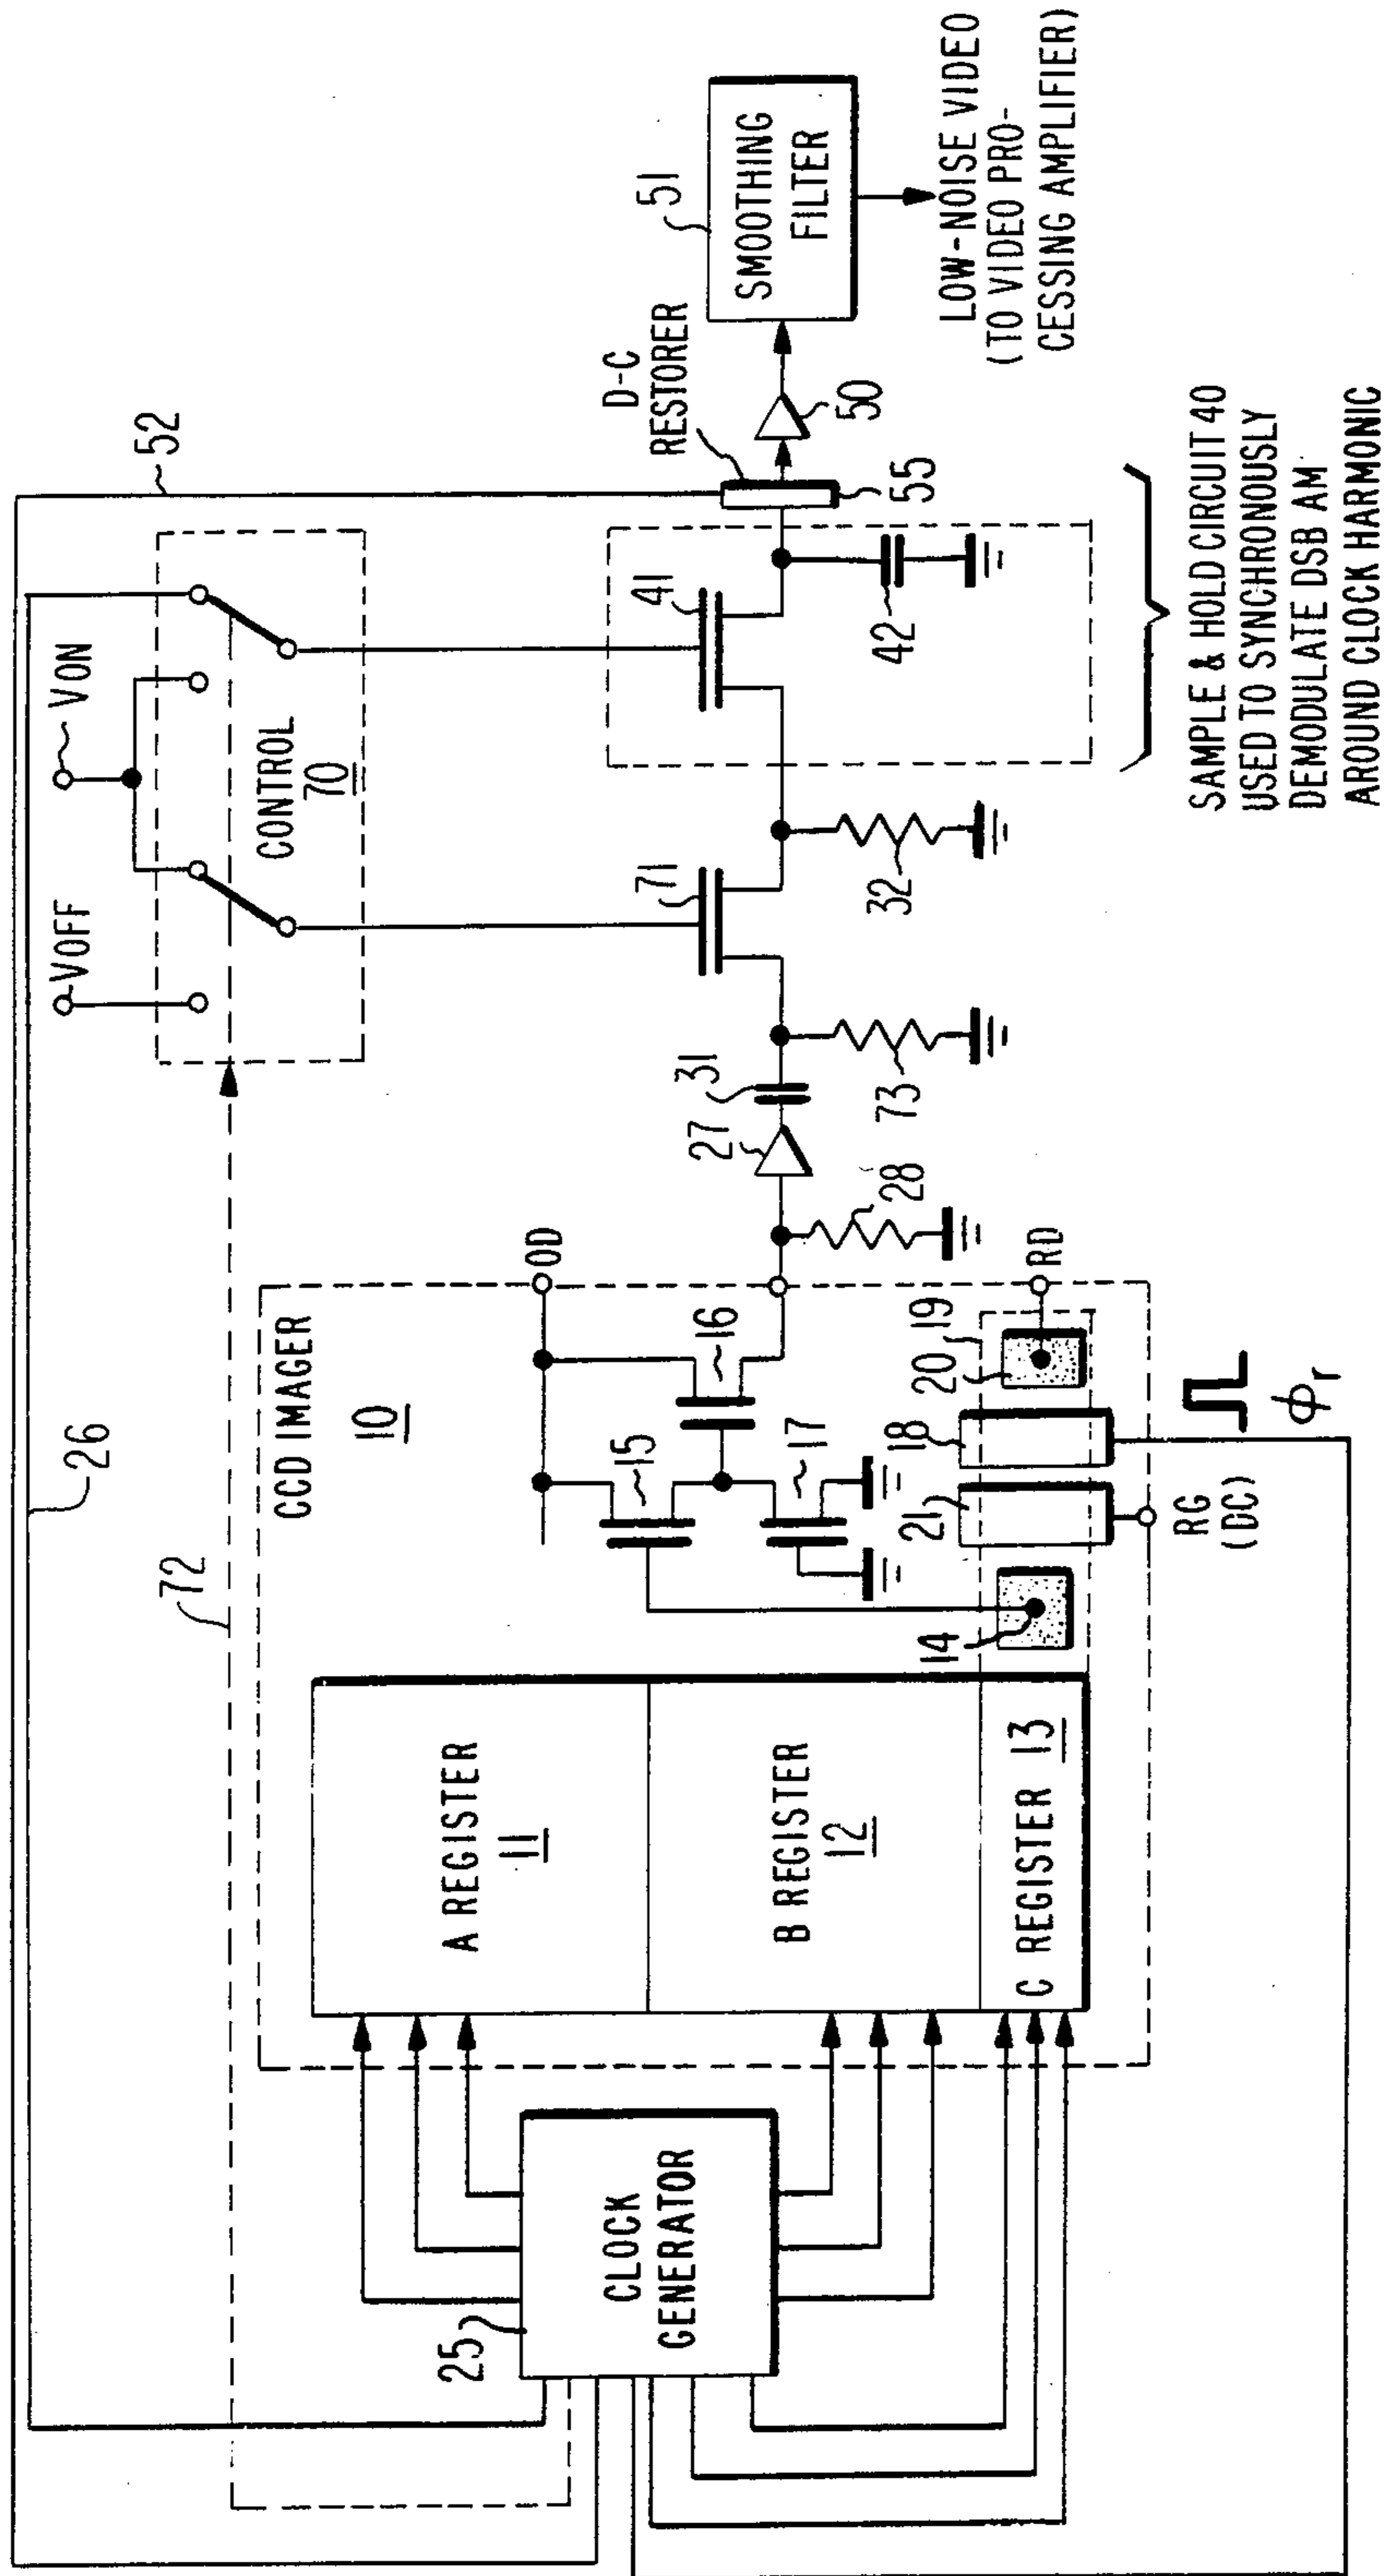 26
52
72
VOFF
VON
CONTROL
70
CCD IMAGER
10
OD
A REGISTER
11
B REGISTER
12
C REGISTER 13
CLOCK
GENERATOR
25
15
16
17
14
21
18
20
19
RD
RG
(DC)
ϕr
28
27
31
73
71
32
41
42
D-C
RESTORER
55
50
51
SMOOTHING
FILTER
LOW-NOISE VIDEO
(TO VIDEO PRO-
CESSING AMPLIFIER)
SAMPLE & HOLD CIRCUIT 40
USED TO SYNCHRONOUSLY
DEMODULATE DSB AM
AROUND CLOCK HARMONIC